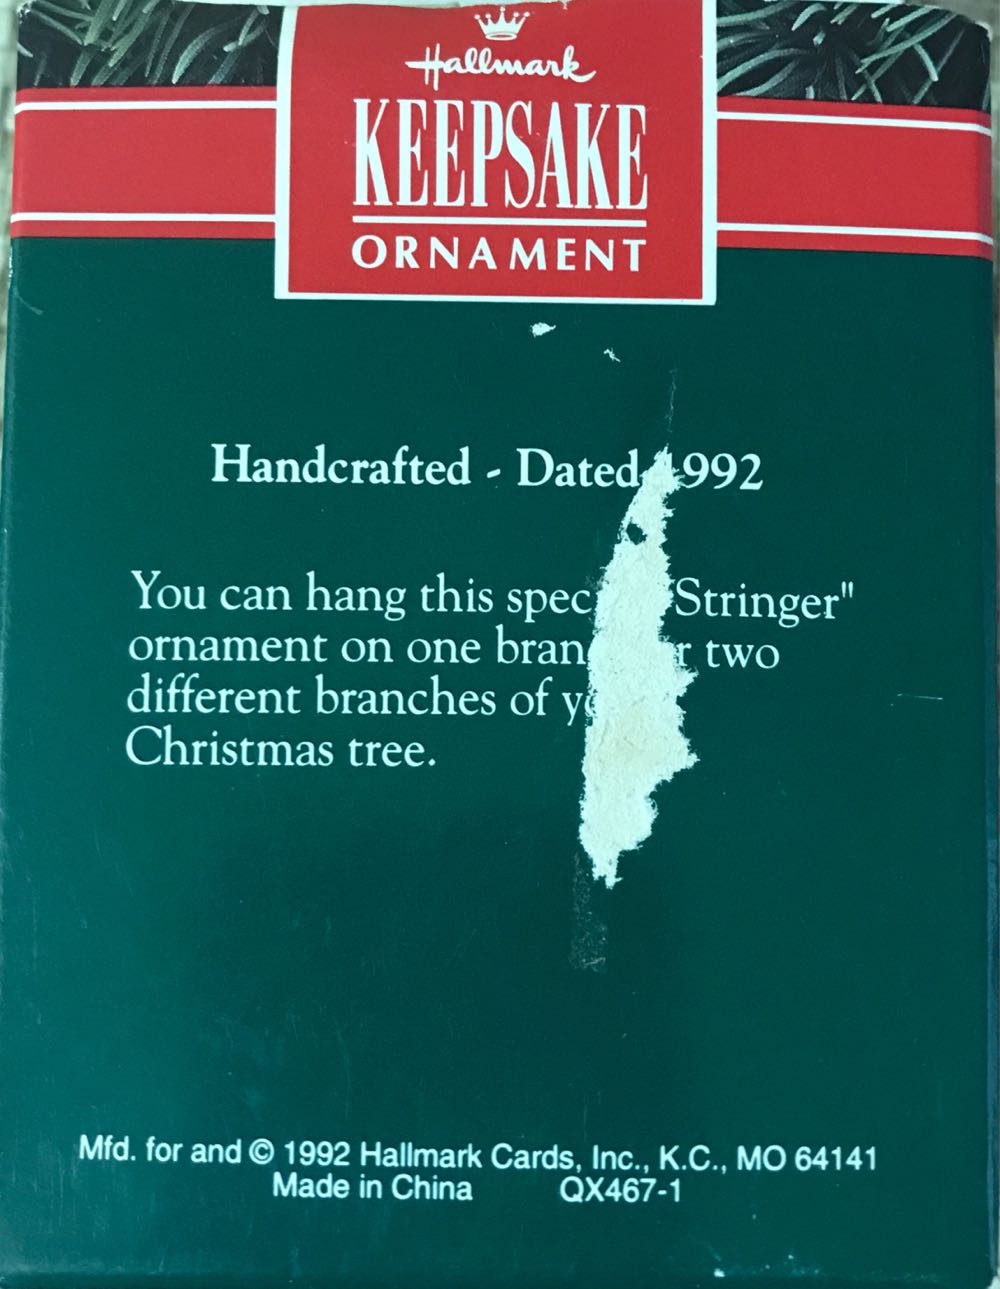 Hallmark
KEEPSAKE
ORNAMENT
Handcrafted - Dated 1992
You can hang this "Stringer"
ornament on one two
different branches of
Christmas tree.
Mfd. for and © 1992 Hallmark Cards, Inc., K.C., MO 64141
Made in China QX467-1